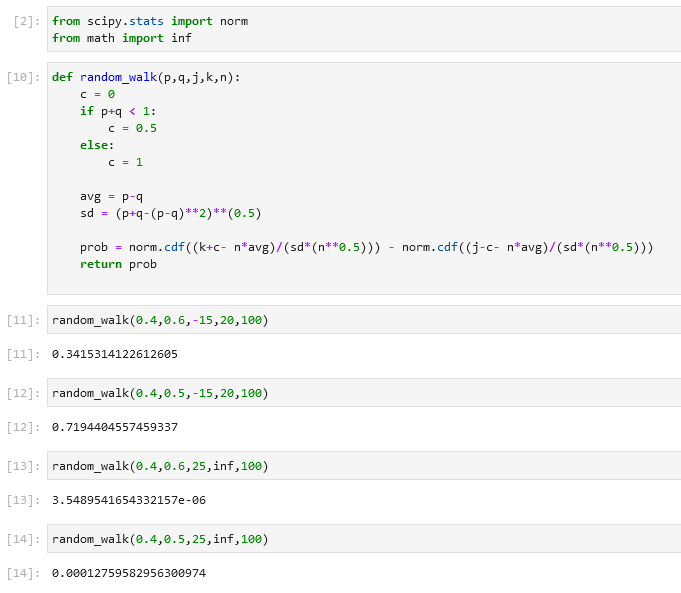 [2]: from scipy.stats import norm
from math import inf
[10]: def random_walk(p,q,j,k,n):
    c = 0
    if p+q < 1:
        c = 0.5
    else:
        c = 1
    avg = p-q
    sd = (p+q-(p-q)**2)**(0.5)
    prob = norm.cdf((k+c- n*avg)/(sd*(n**0.5))) - norm.cdf((j-c- n*avg)/(sd*(n**0.5)))
    return prob
[11]: random_walk(0.4,0.6,-15,20,100)
[11]: 0.3415314122612605
[12]: random_walk(0.4,0.5,-15,20,100)
[12]: 0.7194404557459337
[13]: random_walk(0.4,0.6,25,inf,100)
[13]: 3.5489541654332157e-06
[14]: random_walk(0.4,0.5,25,inf,100)
[14]: 0.00012759582956300974